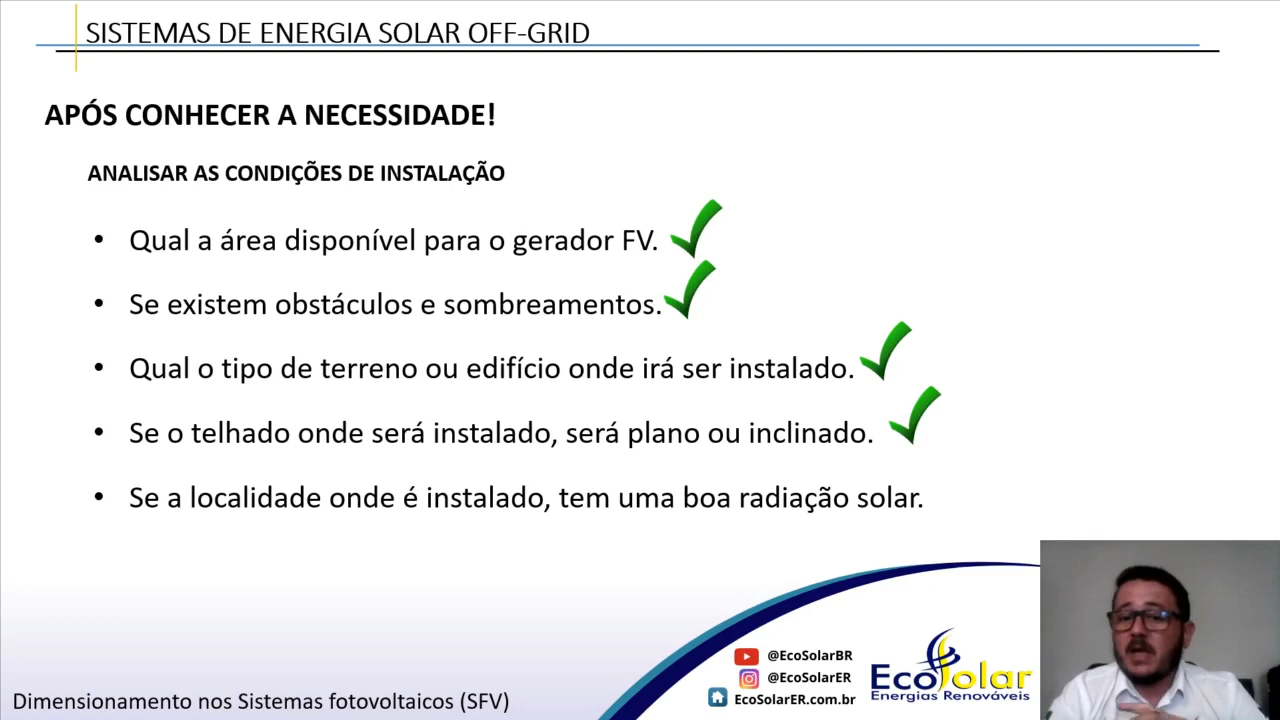 SISTEMAS DE ENERGIA SOLAR OFF-GRID
APÓS CONHECER A NECESSIDADE!
ANALISAR AS CONDIÇÕES DE INSTALAÇÃO
• Qual a área disponível para o gerador FV.
• Se existem obstáculos e sombreamentos.
• Qual o tipo de terreno ou edifício onde irá ser instalado.
• Se o telhado onde será instalado, será plano ou inclinado.
• Se a localidade onde é instalado, tem uma boa radiação solar.
@EcoSolarBR
@EcoSolarER
EcoSolarER.com.br
EcoSolar
Energias Renováveis
Dimensionamento nos Sistemas fotovoltaicos (SFV)